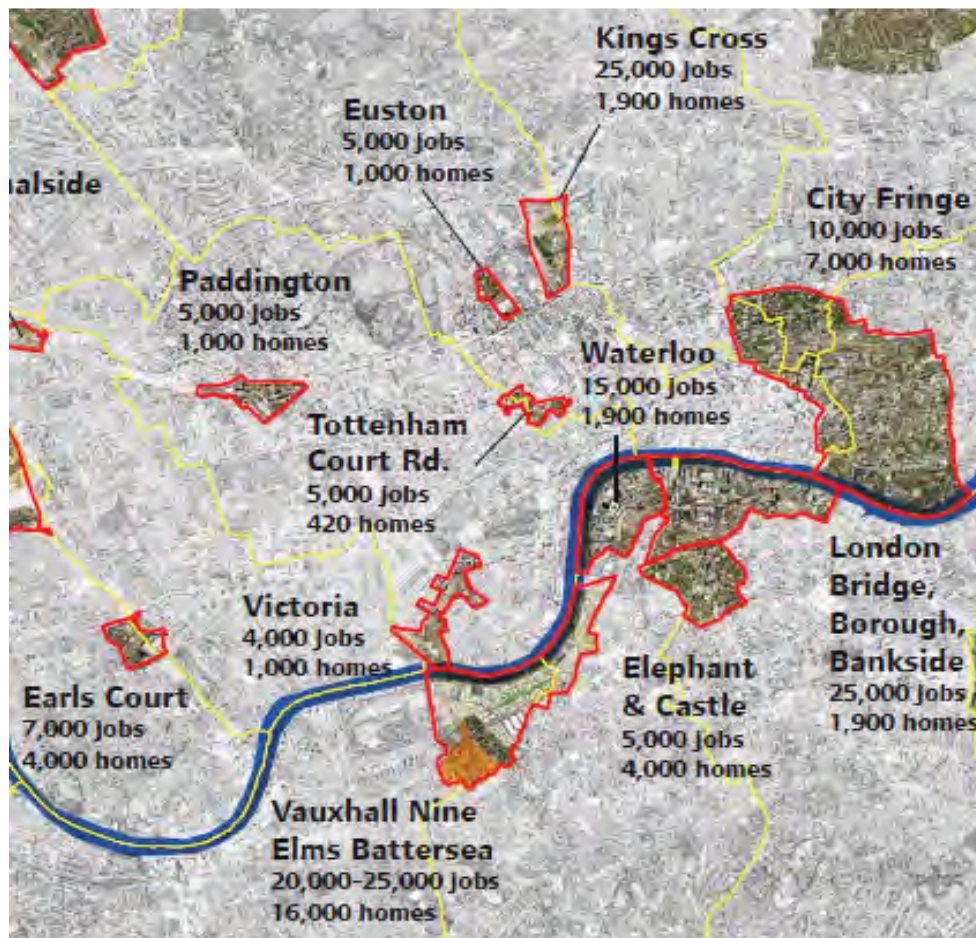 Kings Cross
25,000 jobs
1,900 homes
Euston
5,000 jobs
1,000 homes
alside
City Fringe
10,000 jobs
7,000 homes
Paddington
5,000 jobs
1,000 homes
Waterloo
15,000 jobs
1,900 homes
Tottenham
Court Rd.
5,000 jobs
420 homes
London
Bridge,
Borough,
Bankside
25,000 jobs
1,900 homes
Victoria
4,000 jobs
1,000 homes
Elephant
& Castle
5,000 jobs
4,000 homes
Earls Court
7,000 jobs
4,000 homes
Vauxhall Nine
Elms Battersea
20,000-25,000 jobs
16,000 homes